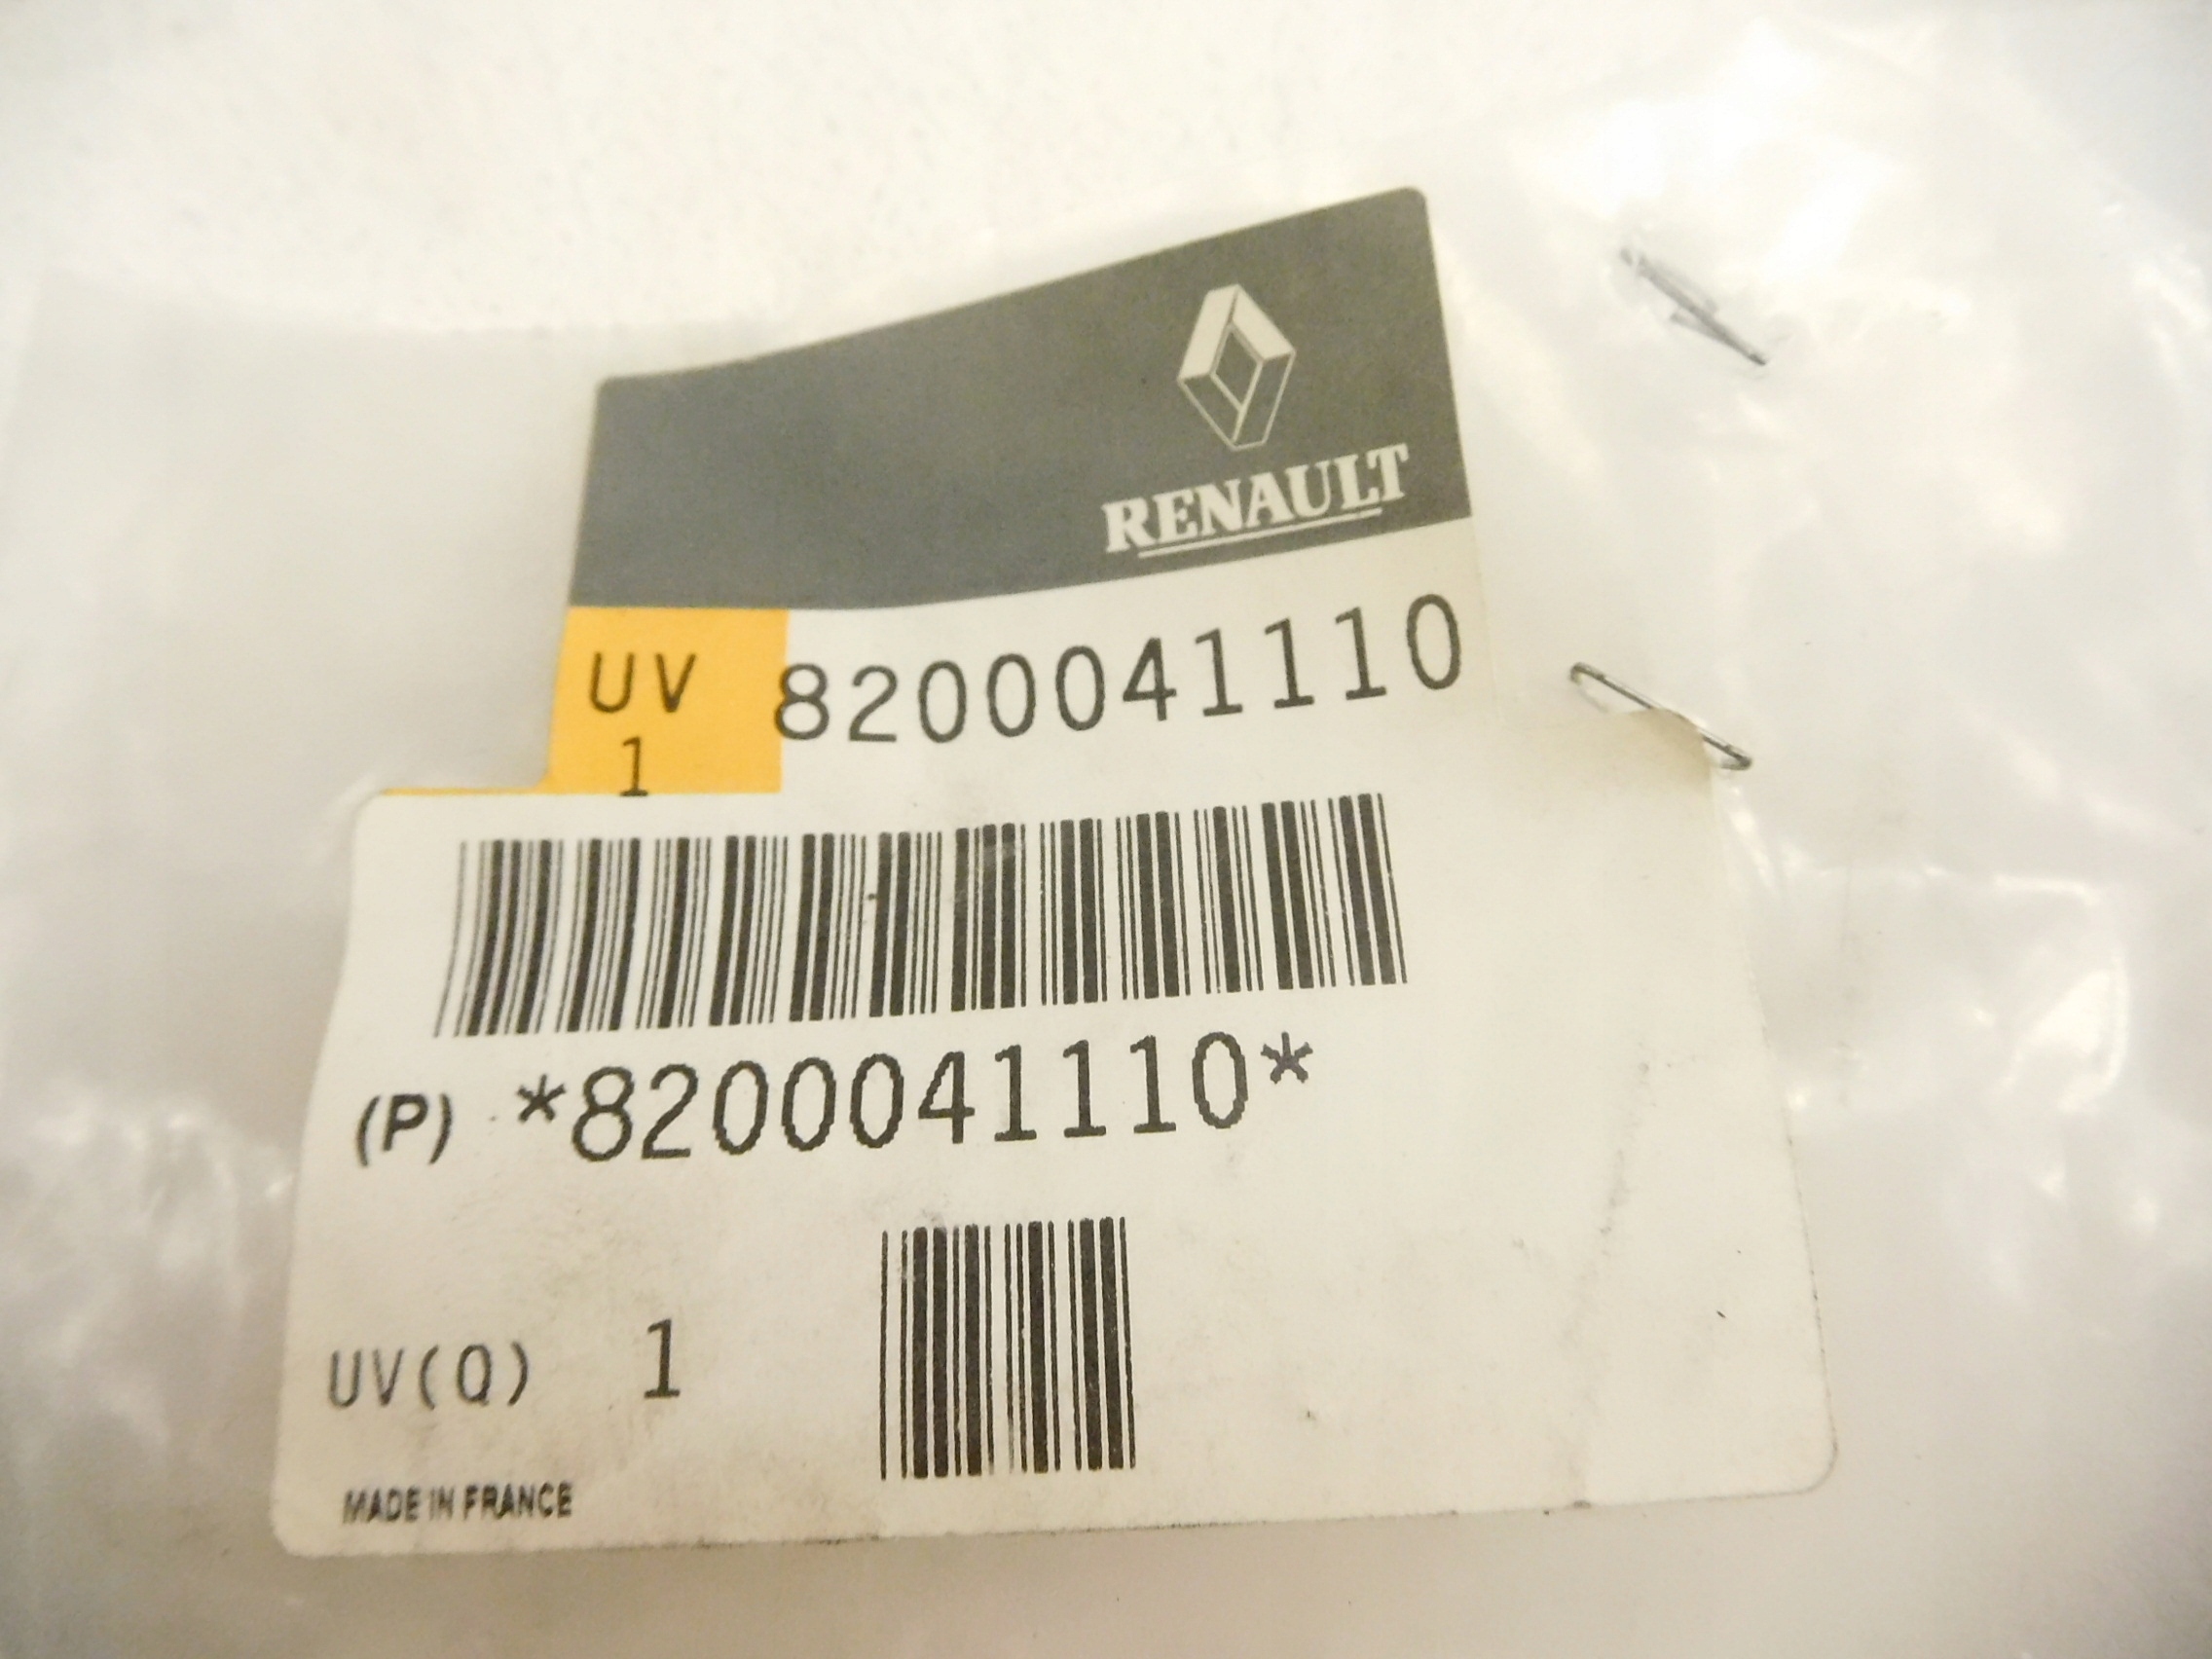 RENAULT
UV 8200041110
1
(P) *8200041110*
UV(Q) 1
MADE IN FRANCE